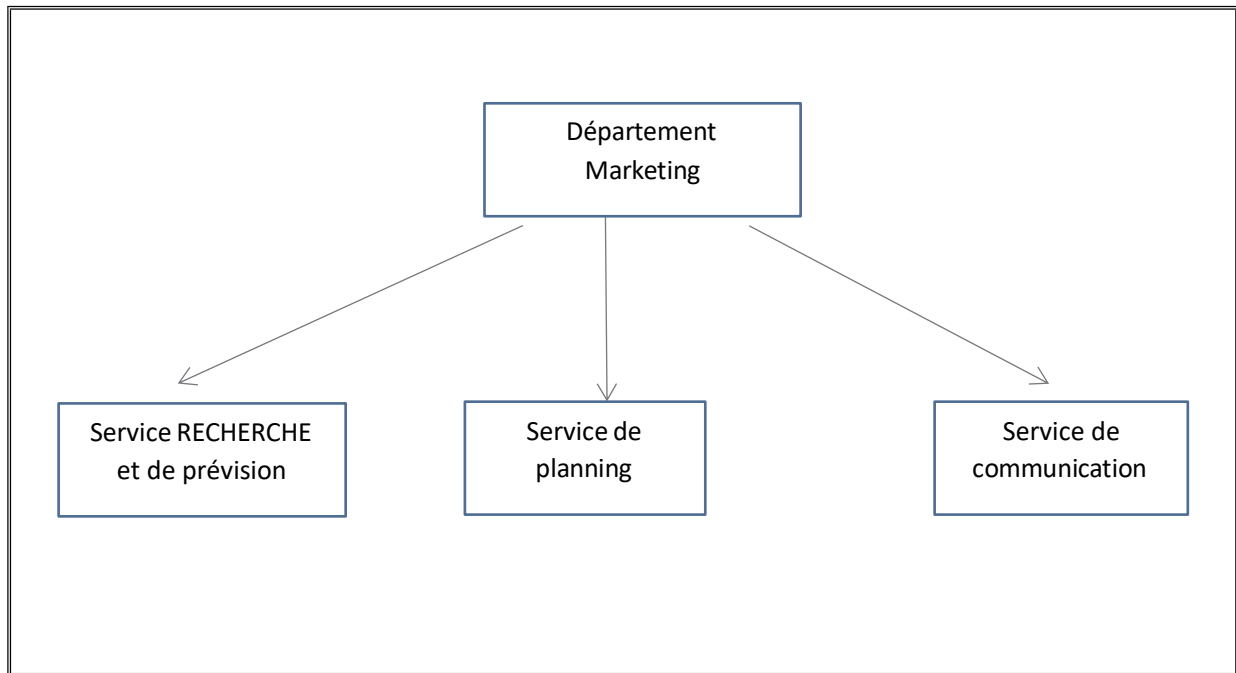 Département
Marketing
Service RECHERCHE
et de prévision
Service de
planning
Service de
communication